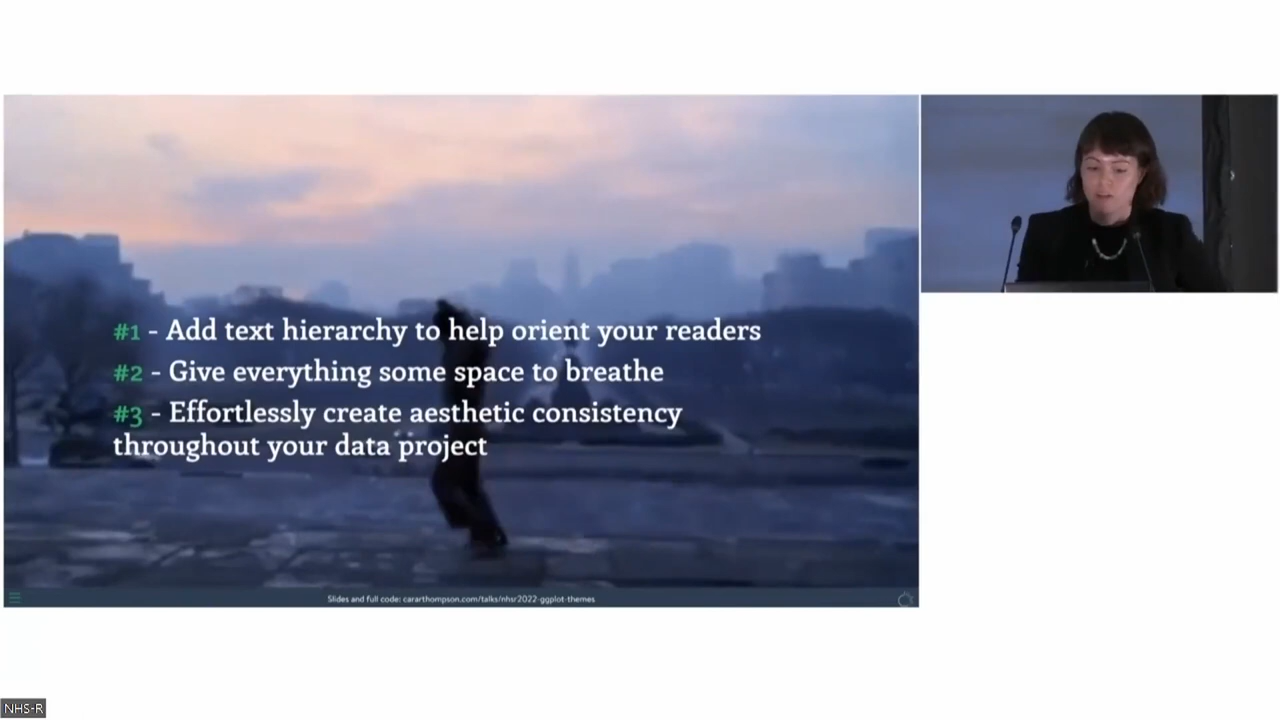 #1 - Add text hierarchy to help orient your readers
#2 - Give everything some space to breathe
#3 - Effortlessly create aesthetic consistency
throughout your data project
Slides and full code: cararthompson.com/talks/nhsr2022-ggplot-themes
NHS-R